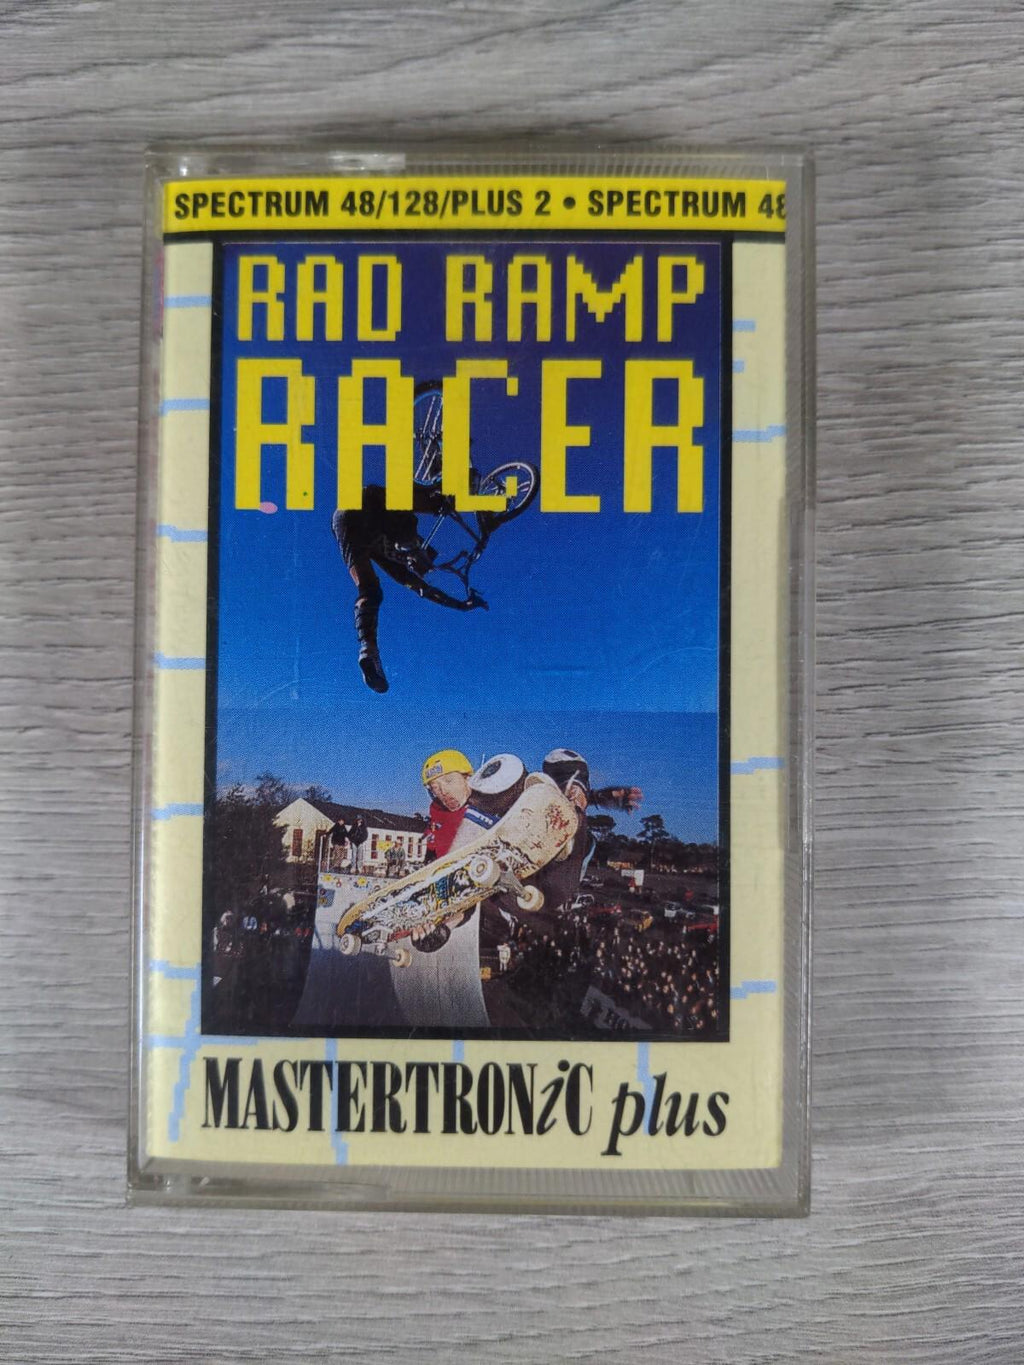 SPECTRUM 48/128/PLUS 2 • SPECTRUM 48
RAD RAMP
RACER
MASTERTRONiC plus